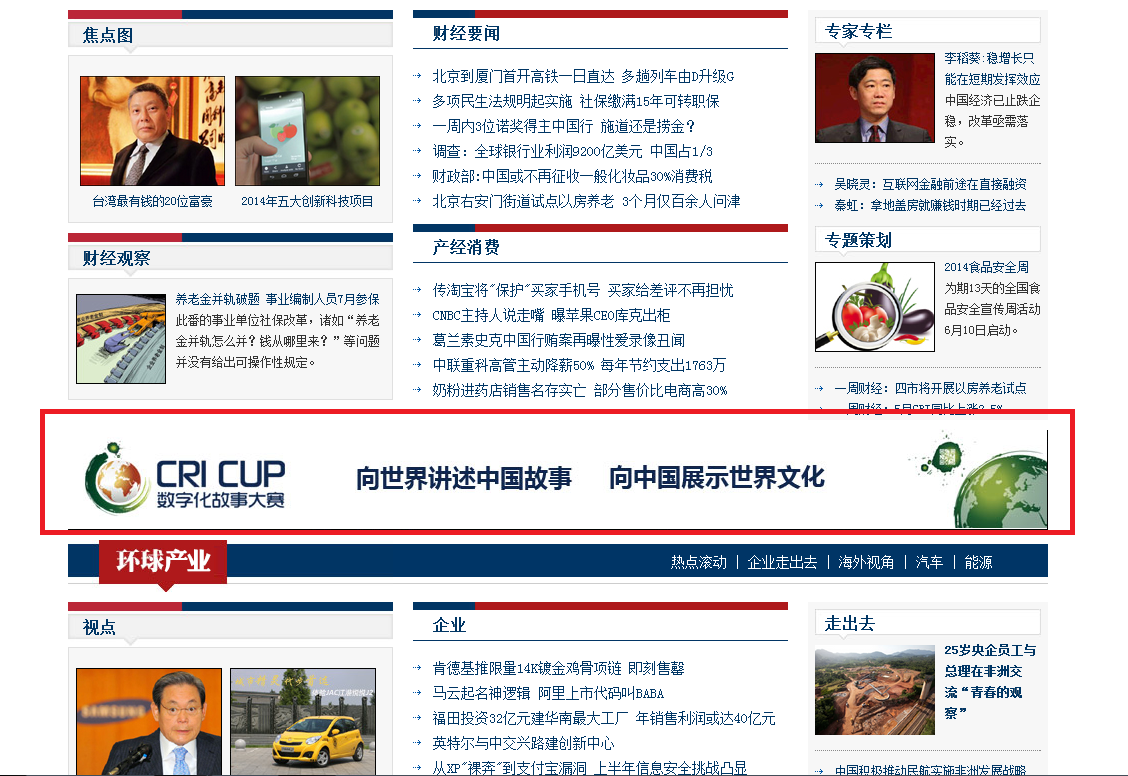 焦点图
台湾最有钱的20位富豪
2014年五大创新科技项目
财经观察
养老金并轨破题 事业编制人员7月参保
此番的事业单位社保改革，诸如“养老
金并轨怎么并？钱从哪里来？”等问题
并没有给出可操作性规定。
财经要闻
北京到厦门首开高铁一日直达 多趟列车由D升级G
多项民生法规明起实施 社保缴满15年可转职保
一周内3位诺奖得主中国行 施道还是捞金？
调查：全球银行业利润9200亿美元 中国占1/3
财政部:中国或不再征收一般化妆品30%消费税
北京右安门街道试点以房养老 3个月仅百余人问津
产经消费
传淘宝将"保护"买家手机号 买家给差评不再担忧
CNBC主持人说走嘴 曝苹果CEO库克出柜
葛兰素史克中国行贿案再曝性爱录像丑闻
中联重科高管主动降薪50% 每年节约支出1763万
奶粉进药店销售名存实亡 部分售价比电商高30%
专家专栏
李稻葵:稳增长只
能在短期发挥效应
中国经济已止跌企
稳，改革亟需落
实。
吴晓灵：互联网金融前途在直接融资
秦虹：拿地盖房就赚钱时期已经过去
专题策划
2014食品安全周
为期13天的全国食
品安全宣传周活动
6月10日启动。
一周财经：四市将开展以房养老试点
一周财经：5月CPI同比上涨2.5%
CRI CUP
数字化故事大赛
向世界讲述中国故事 向中国展示世界文化
环球产业
热点滚动 | 企业走出去 | 海外视角 | 汽车 | 能源
视点
企业
肯德基推限量14K镀金鸡骨项链 即刻售罄
马云起名神逻辑 阿里上市代码叫BABA
福田投资32亿元建华南最大工厂 年销售利润或达40亿元
英特尔与中交兴路建创新中心
从XP"裸奔"到支付宝漏洞 上半年信息安全挑战凸显
走出去
25岁央企员工与
总理在非洲交
流“青春的观
察”
中国积极推动民航实施非洲发展战略